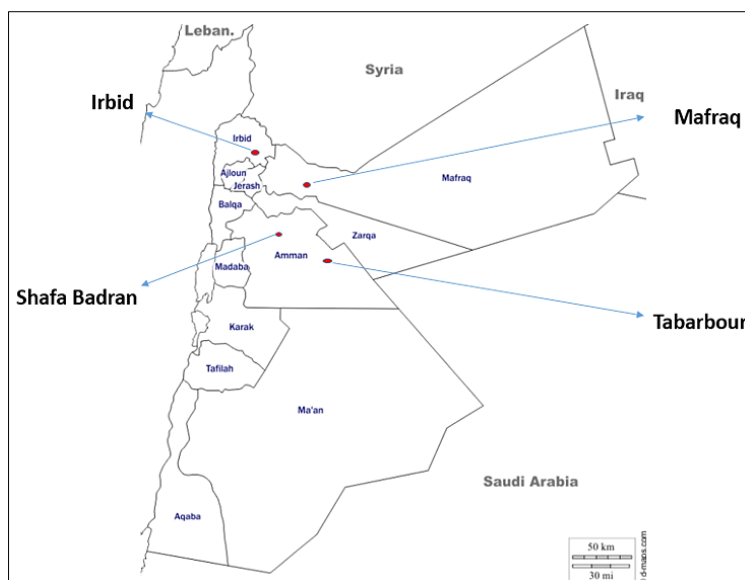 Leban.
Syria
Irbid
Iraq
Mafraq
Irbid
Ajloun
Jerash
Mafraq
Balqa
Zarqa
Amman
Madaba
Shafa Badran
Tabarbour
Karak
Tafilah
Ma'an
Saudi Arabia
Aqaba
50 km
30 mi
d-maps.com